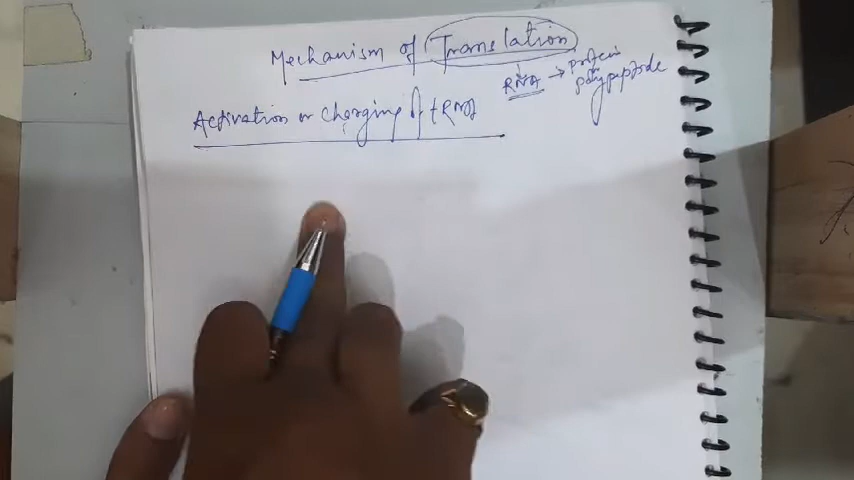 Mechanism of Translation
RNA → protein
polypeptide
Activation or Charging of tRNA